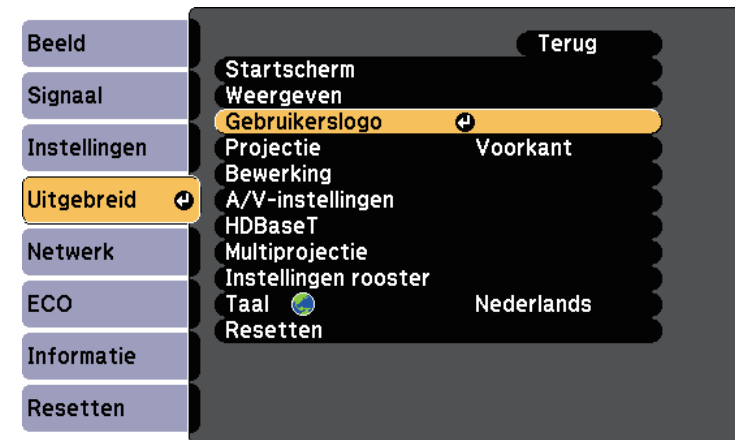 Beeld
Signaal
Instellingen
Uitgebreid
Netwerk
ECO
Informatie
Resetten
Terug
Startscherm
Weergeven
Gebruikerslogo
Projectie Voorkant
Bewerking
A/V-instellingen
HDBaseT
Multiprojectie
Instellingen rooster
Taal Nederlands
Resetten